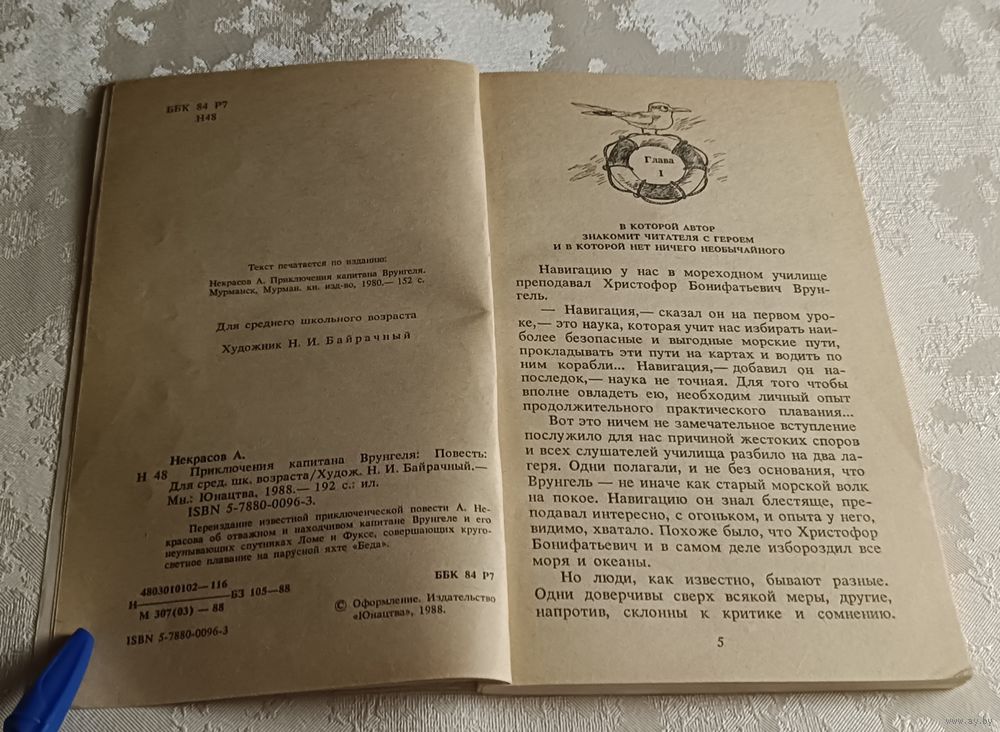 ББК 84 Р7
Н48
Текст печатается по изданию:
Некрасов А. Приключения капитана Врунгеля.
Мурманск, Мурман. кн. изд-во, 1980.— 152 с.
Для среднего школьного возраста
Художник Н. И. Байрачный
Некрасов А.
Н 48 Приключения капитана Врунгеля: Повесть:
Для сред. шк. возраста/Худож. Н. И. Байрачный.—
Мн.: Юнацтва, 1988.— 192 с.: ил.
ISBN 5-7880-0096-3.
Переиздание известной приключенческой повести А. Не-
красова об отважном и находчивом капитане Врунгеле и его
неунывающих спутниках Ломе и Фуксе, совершающих круго-
светное плавание на парусной яхте «Беда».
4803010102—116
Н БЗ 105—88
М 307(03) — 88
ББК 84 Р7
ISBN 5-7880-0096-3
© Оформление. Издательство
«Юнацтва», 1988.
Глава
I
В КОТОРОЙ АВТОР
ЗНАКОМИТ ЧИТАТЕЛЯ С ГЕРОЕМ
И В КОТОРОЙ НЕТ НИЧЕГО НЕОБЫЧАЙНОГО
Навигацию у нас в мореходном училище
преподавал Христофор Бонифатьевич Врун-
гель.
— Навигация,— сказал он на первом уро-
ке,— это наука, которая учит нас избирать наи-
более безопасные и выгодные морские пути,
прокладывать эти пути на картах и водить по
ним корабли... Навигация,— добавил он на-
последок,— наука не точная. Для того чтобы
вполне овладеть ею, необходим личный опыт
продолжительного практического плавания...
Вот это ничем не замечательное вступление
послужило для нас причиной жестоких споров
и всех слушателей училища разбило на два ла-
геря. Одни полагали, и не без основания, что
Врунгель — не иначе как старый морской волк
на покое. Навигацию он знал блестяще, пре-
подавал интересно, с огоньком, и опыта у него,
видимо, хватало. Похоже было, что Христофор
Бонифатьевич и в самом деле избороздил все
моря и океаны.
Но люди, как известно, бывают разные.
Одни доверчивы сверх всякой меры, другие,
напротив, склонны к критике и сомнению.
5
www.ay.by